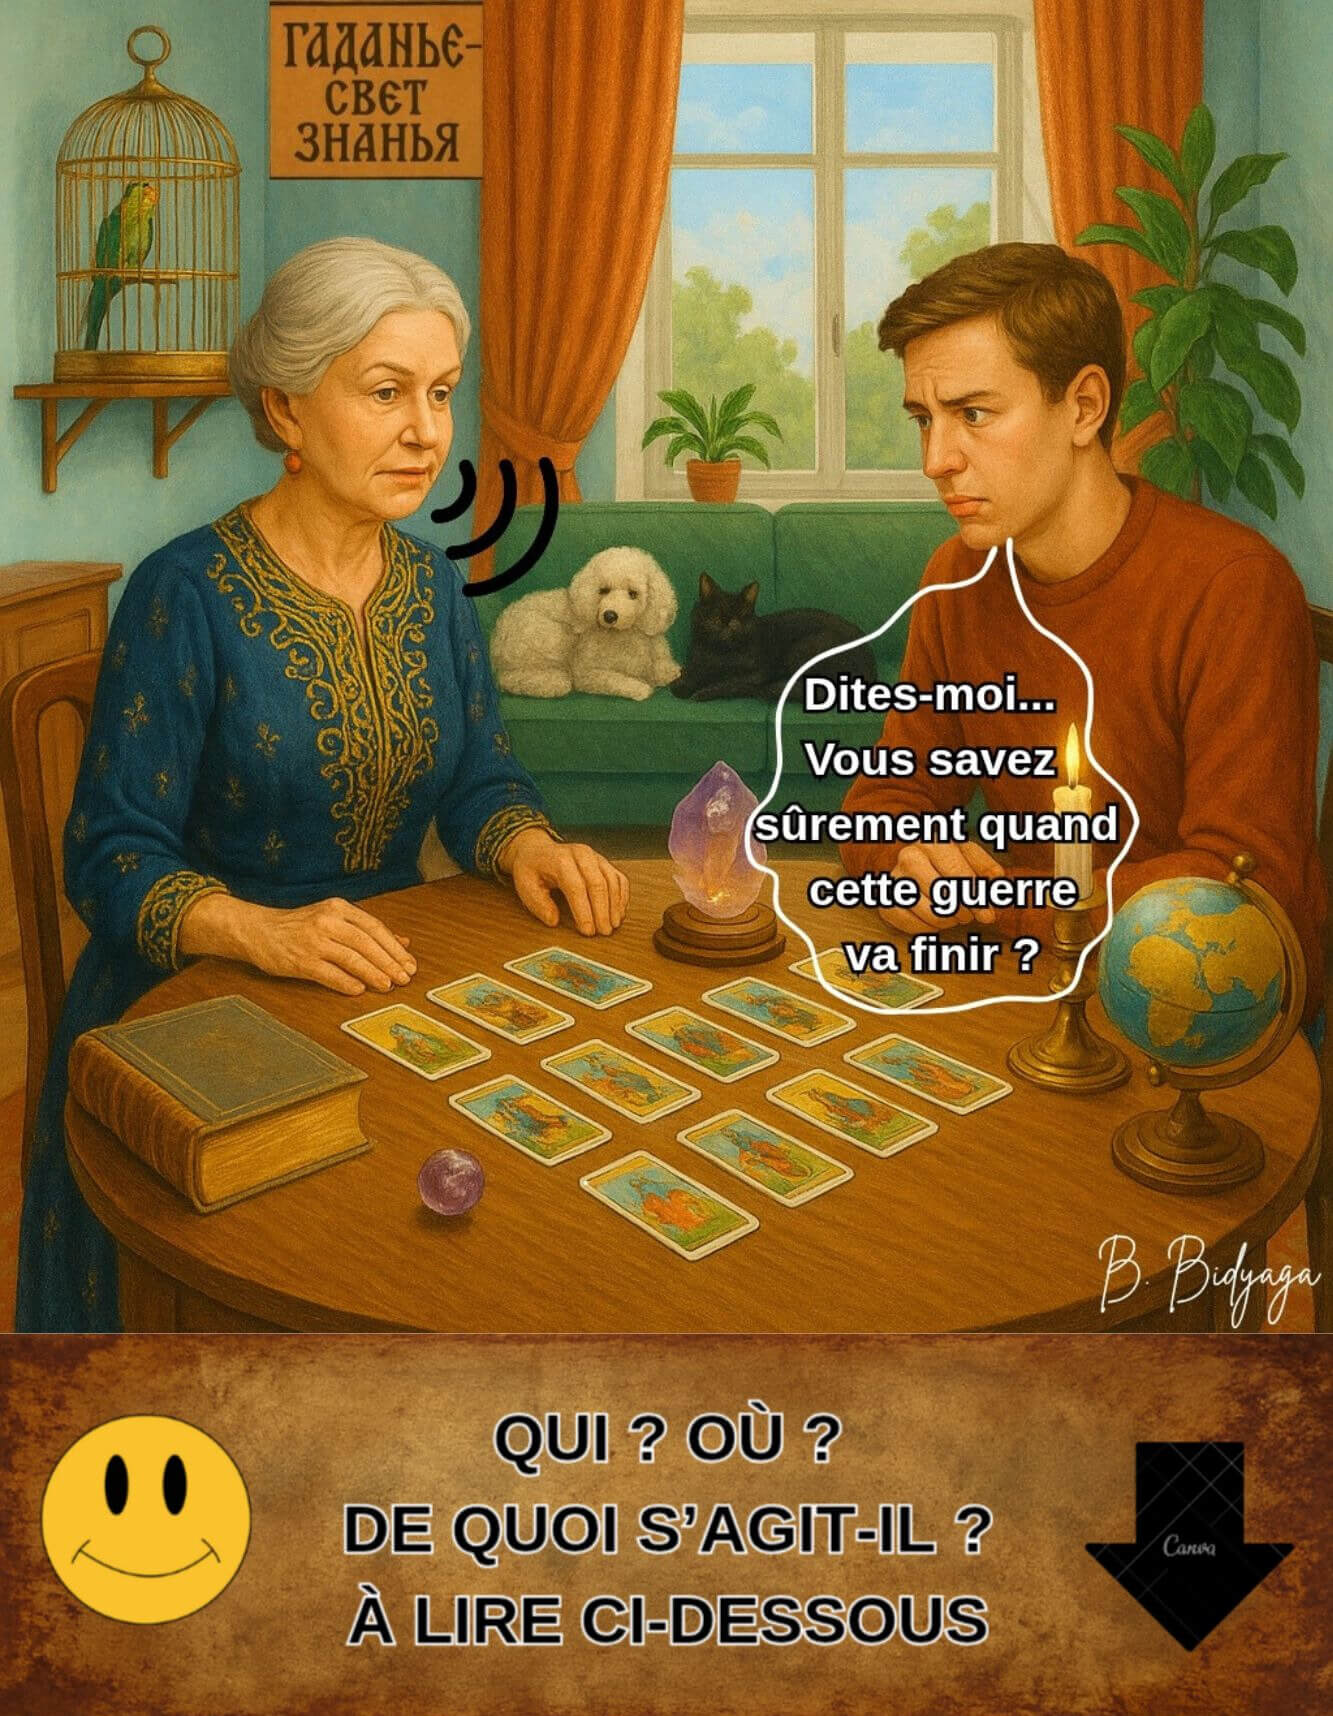 ГАДАНЬЕ-
СВЕТ
ЗНАНЬЯ
Dites-moi...
Vous savez
sûrement quand
cette guerre
va finir ?
B. Bidyaga
QUI ? OÙ ?
DE QUOI S’AGIT-IL ?
À LIRE CI-DESSOUS
Canva